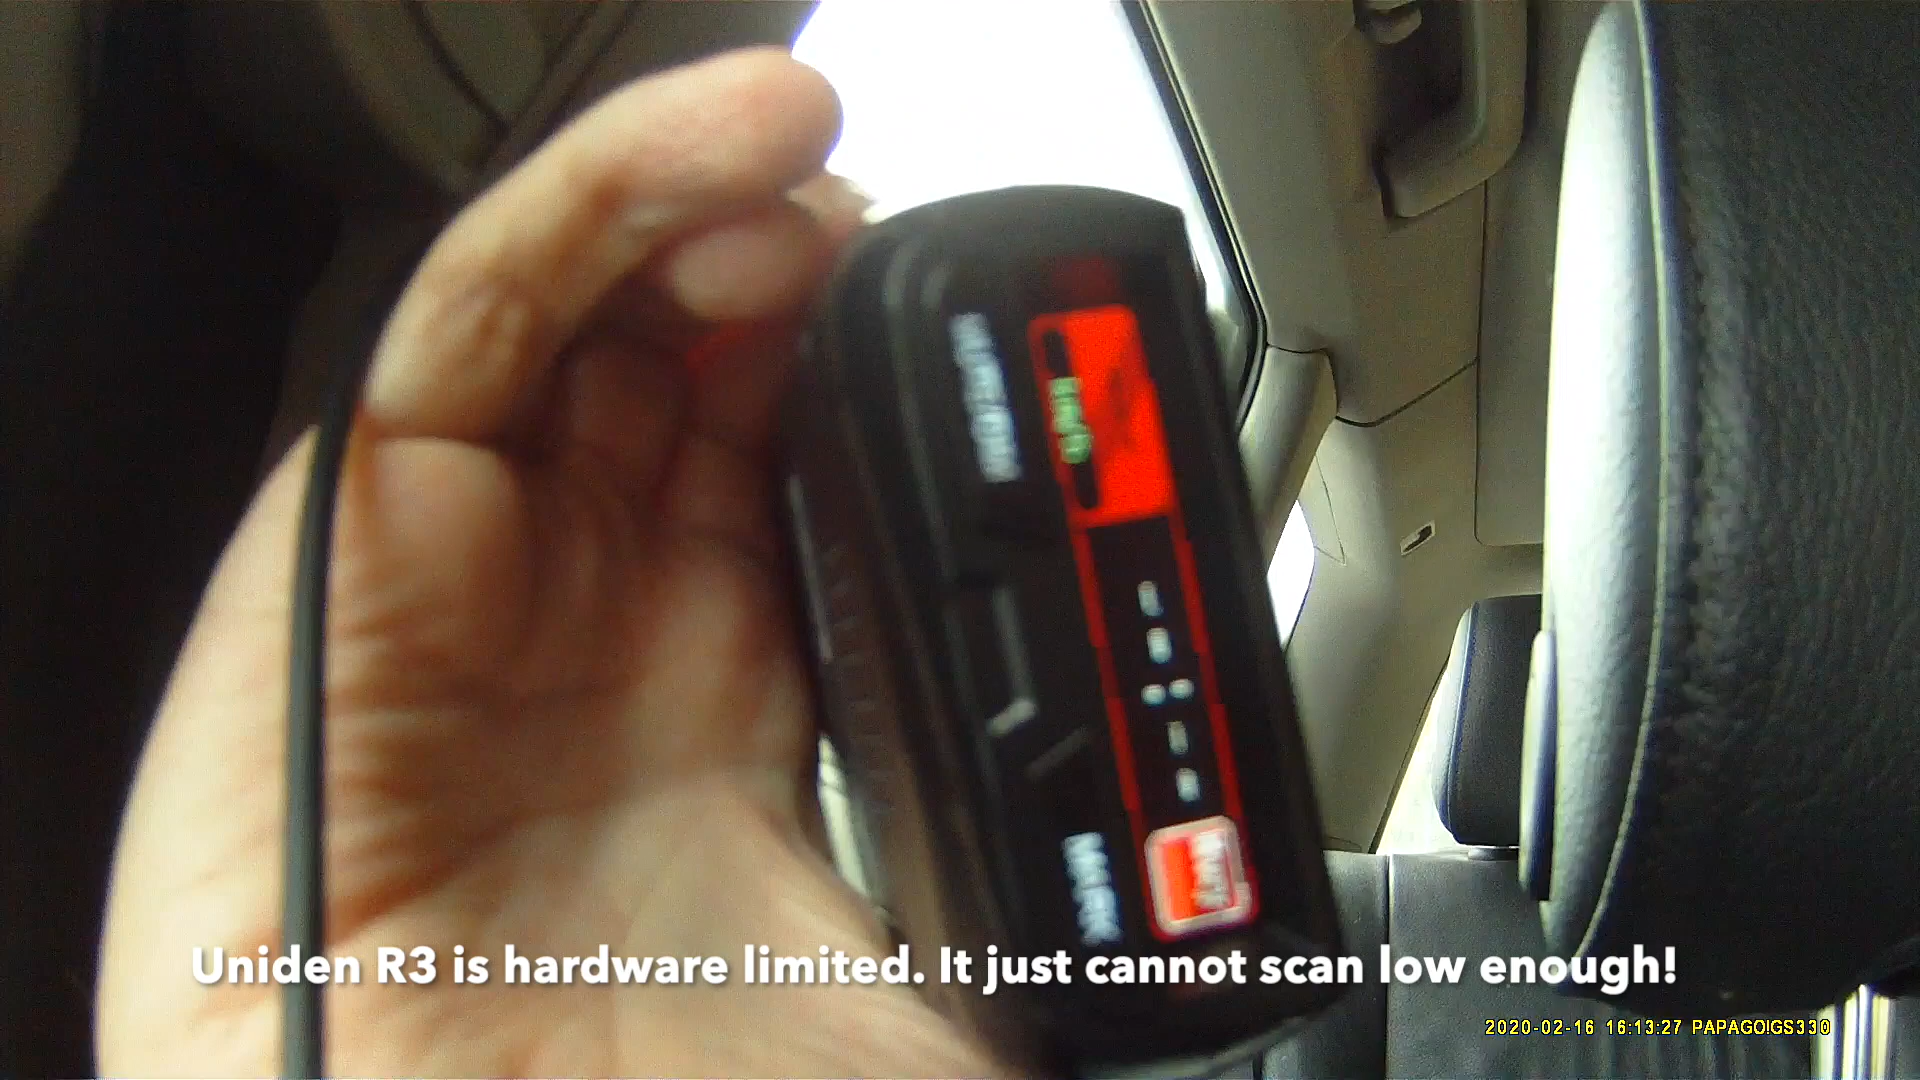 MARK
Uniden R3 is hardware limited. It just cannot scan low enough!
2020-02-16 16:13:27 PAPAGO!GS330